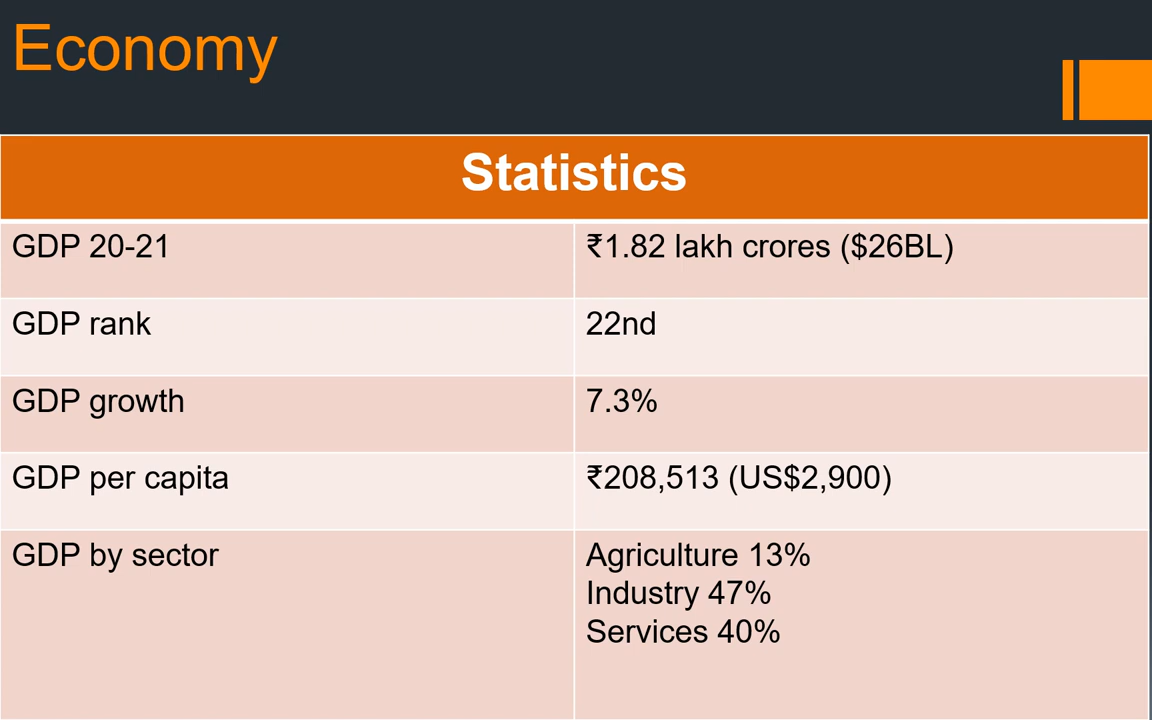 Economy
Statistics
GDP 20-21
₹1.82 lakh crores ($26BL)
GDP rank
22nd
GDP growth
7.3%
GDP per capita
₹208,513 (US$2,900)
GDP by sector
Agriculture 13%
Industry 47%
Services 40%